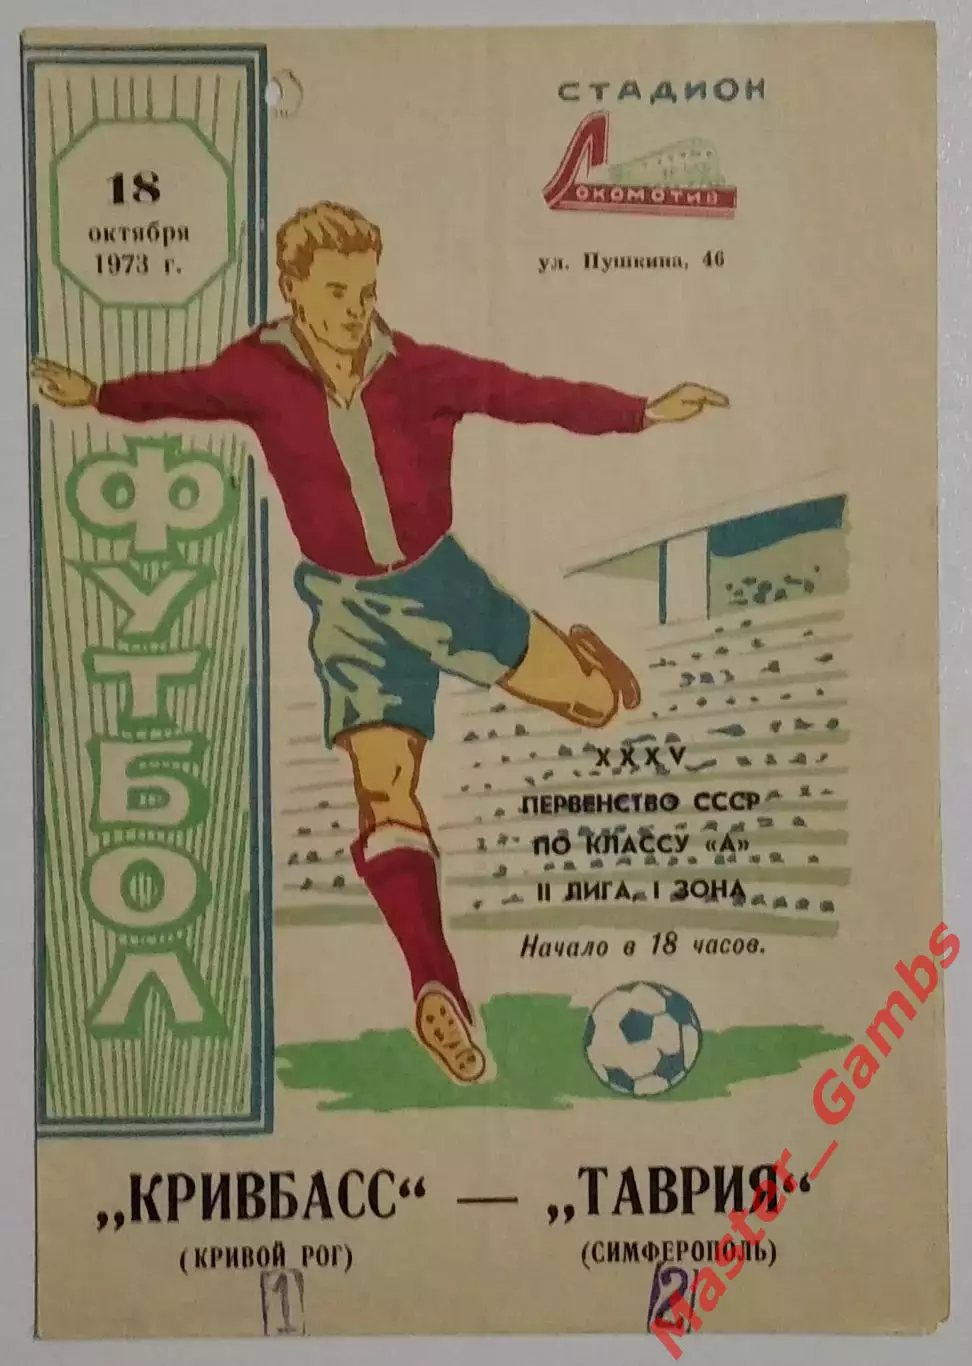 18
октября
1973 г.
ФУТБОЛ
СТАДИОН
ЛОКОМОТИВ
ул. Пушкина, 46
XXXV
ПЕРВЕНСТВО СССР
ПО КЛАССУ «А»
II ЛИГА, I ЗОНА
Начало в 18 часов.
„КРИВБАСС“ — „ТАВРИЯ“
(КРИВОЙ РОГ) (СИМФЕРОПОЛЬ)
1 2
Master_Gambs